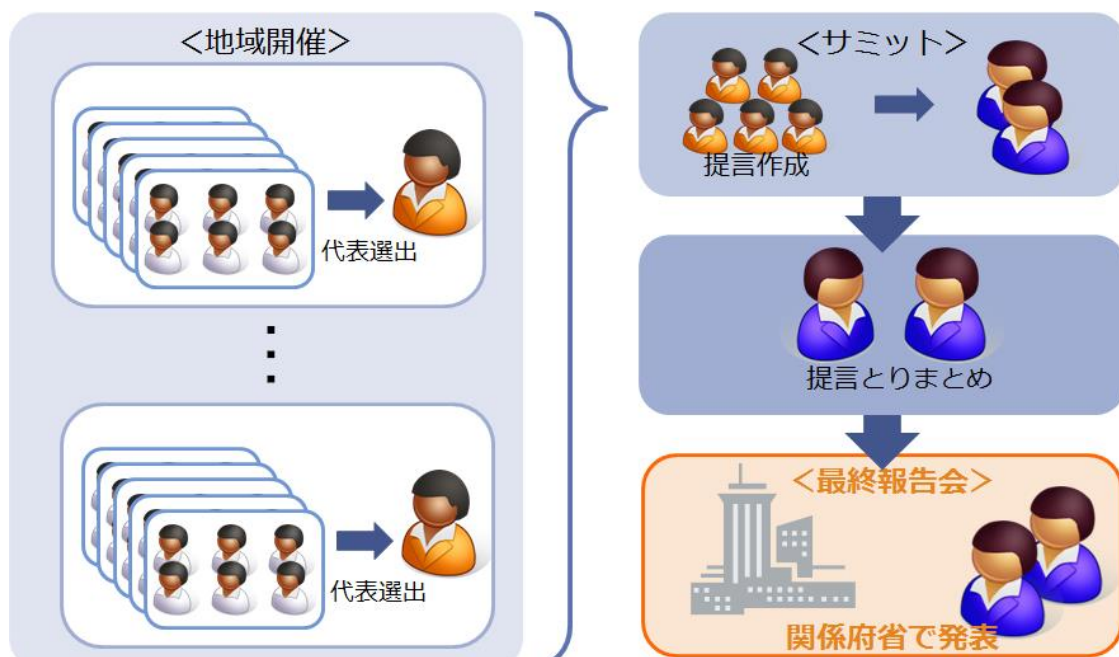 <地域開催>
代表選出
代表選出
<サミット>
提言作成
提言とりまとめ
<最終報告会>
関係府省で発表